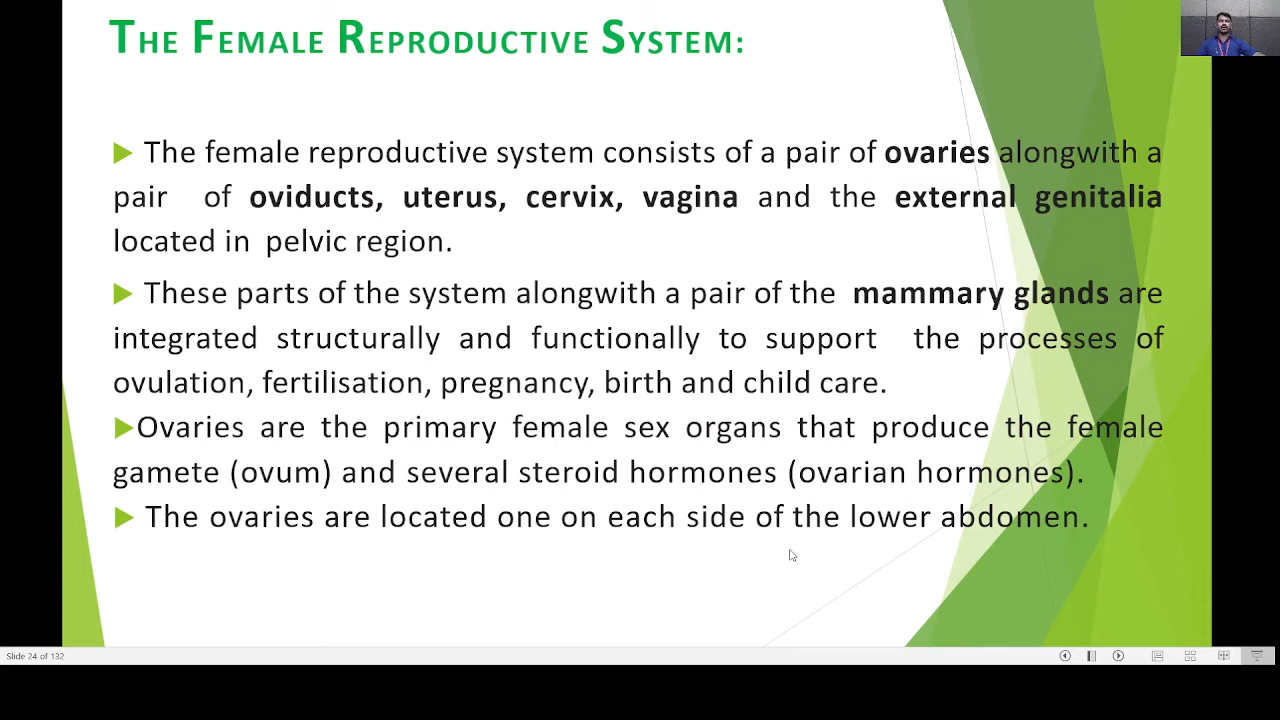 THE FEMALE REPRODUCTIVE SYSTEM:
The female reproductive system consists of a pair of ovaries alongwith a
pair of oviducts, uterus, cervix, vagina and the external genitalia
located in pelvic region.
These parts of the system alongwith a pair of the mammary glands are
integrated structurally and functionally to support the processes of
ovulation, fertilisation, pregnancy, birth and child care.
Ovaries are the primary female sex organs that produce the female
gamete (ovum) and several steroid hormones (ovarian hormones).
The ovaries are located one on each side of the lower abdomen.
Slide 24 of 132